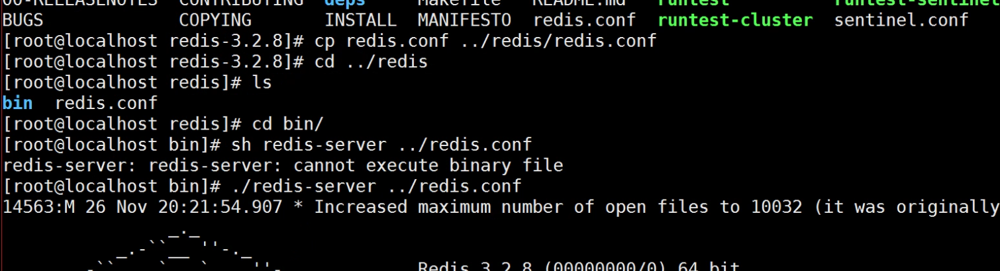 00-RELEASENOTES  CONTRIBUTING  deps     Makefile   README.md   runtest          runtest-sentinel
BUGS             COPYING       INSTALL  MANIFESTO  redis.conf  runtest-cluster  sentinel.conf
[root@localhost redis-3.2.8]# cp redis.conf ../redis/redis.conf
[root@localhost redis-3.2.8]# cd ../redis
[root@localhost redis]# ls
bin  redis.conf
[root@localhost redis]# cd bin/
[root@localhost bin]# sh redis-server ../redis.conf
redis-server: redis-server: cannot execute binary file
[root@localhost bin]# ./redis-server ../redis.conf
14563:M 26 Nov 20:21:54.907 * Increased maximum number of open files to 10032 (it was originally
Redis 3.2.8 (00000000/0) 64 bit